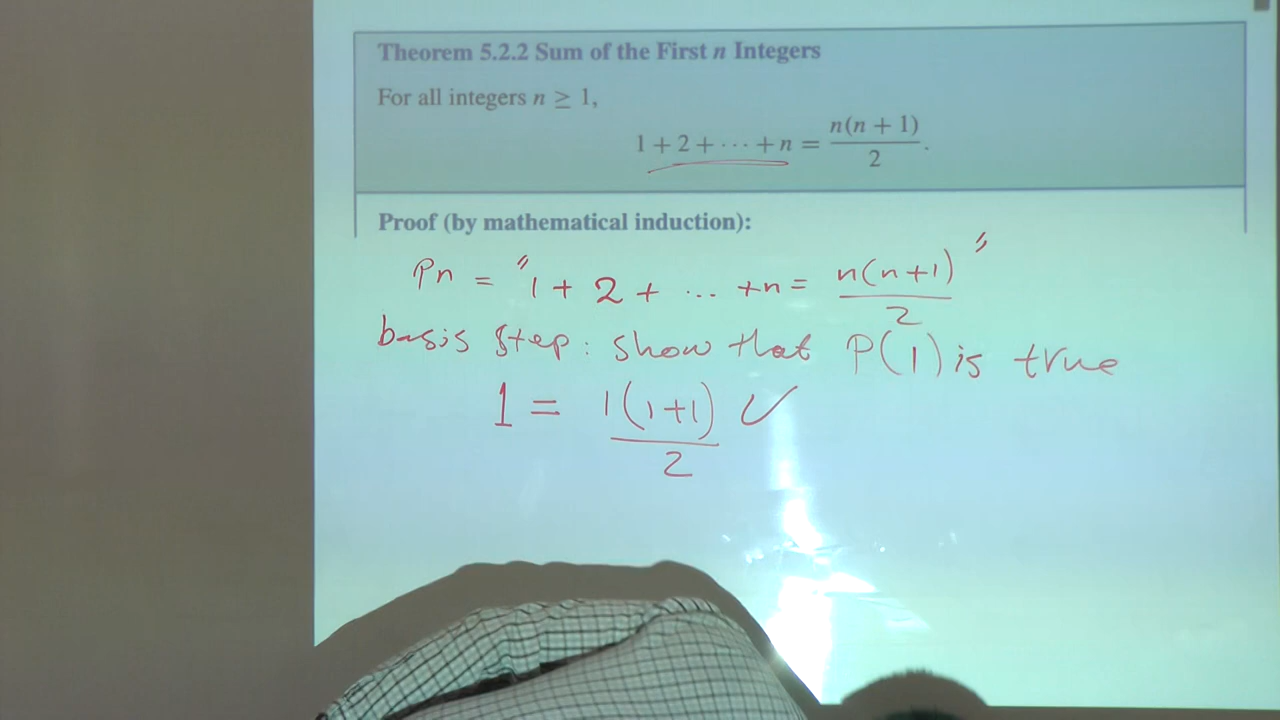 Theorem 5.2.2 Sum of the First n Integers
For all integers n ≥ 1,
1 + 2 + ⋯ + n = n(n + 1)/2.
Proof (by mathematical induction):
Pn = "1 + 2 + ... + n = n(n+1)/2"
basis step: show that P(1) is true
1 = 1(1+1)/2 ✓